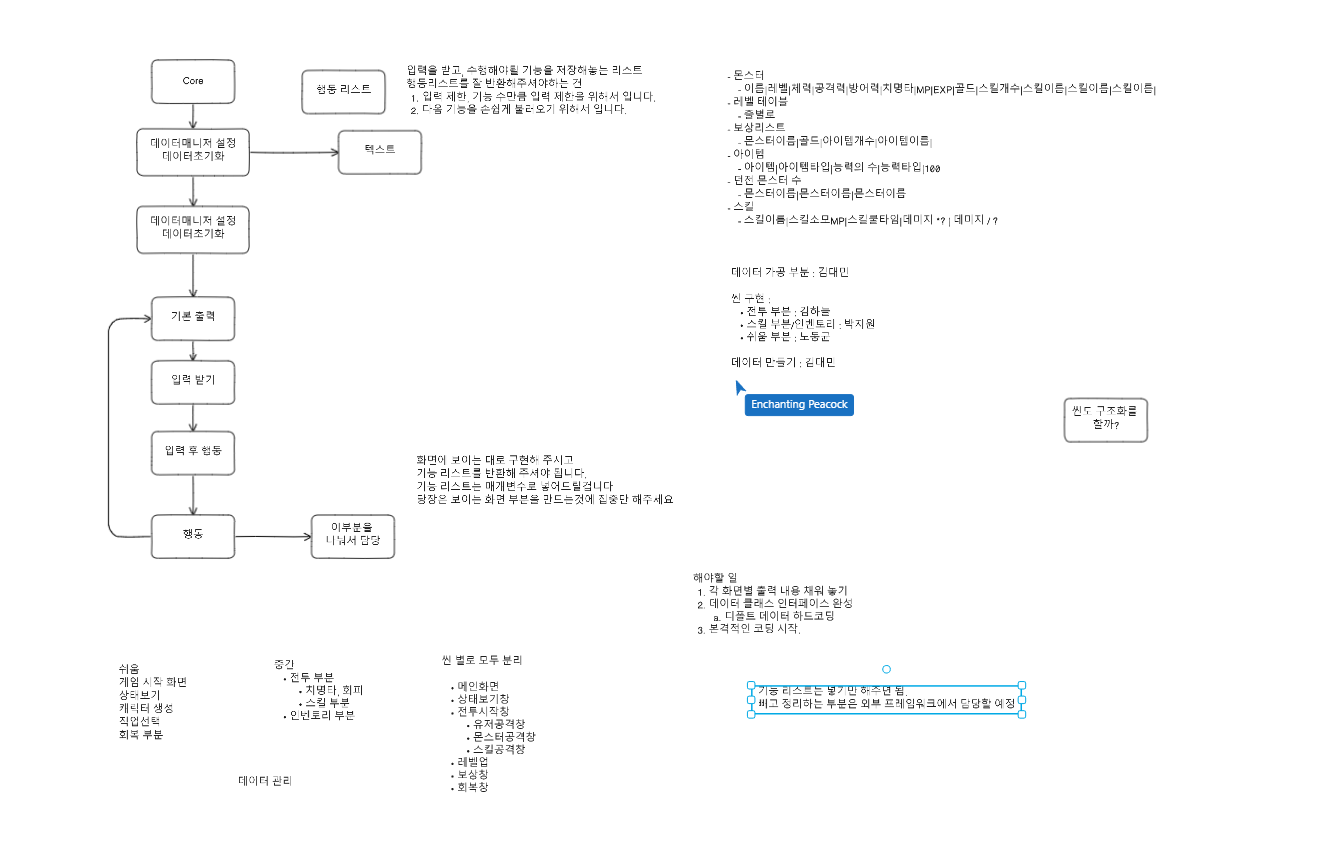 Core
데이터매니저 설정
데이터초기화
텍스트
데이터매니저 설정
데이터초기화
기본 출력
입력 받기
입력 후 행동
행동
이부분을
나눠서 담당
행동 리스트
입력을 받고, 수행해야될 기능을 저장해놓는 리스트
행동리스트를 잘 반환해주셔야하는 건
1. 입력 제한, 기능 수만큼 입력 제한을 위해서 입니다.
2. 다음 기능을 손쉽게 불러오기 위해서 입니다.
화면에 보이는 대로 구현해 주시고
기능 리스트를 반환해 주셔야 됩니다.
기능 리스트는 매개변수로 넣어드릴겁니다
당장은 보이는 화면 부분을 만드는것에 집중만 해주세요
- 몬스터
- 이름|레벨|체력|공격력|방어력|치명타|MP|EXP|골드|스킬개수|스킬이름|스킬이름|스킬이름|
- 레벨 테이블
- 줄별로
- 보상리스트
- 몬스터이름|골드|아이템개수|아이템이름|
- 아이템
- 아이템|아이템타입|능력의 수|능력타입|100
- 던전 몬스터 수
- 몬스터이름|몬스터이름|몬스터이름
- 스킬
- 스킬이름|스킬소모MP|스킬쿨타임|데미지 *? | 데미지 / ?
데이터 가공 부분 : 김대민
씬 구현 :
• 전투 부분 : 김하늘
• 스킬 부분/인벤토리 : 박지원
• 쉬움 부분 : 노동균
데이터 만들기 : 김대민
Enchanting Peacock
씬도 구조화를
할까?
해야할 일
1. 각 화면별 출력 내용 채워 놓기
2. 데이터 클래스 인터페이스 완성
a. 디폴트 데이터 하드코딩
3. 본격적인 코딩 시작.
기능 리스트는 넣기만 해주면 됨.
빼고 정리하는 부분은 외부 프레임워크에서 담당할 예정
쉬움
게임 시작 화면
상태보기
캐릭터 생성
직업선택
회복 부분
중간
• 전투 부분
• 치명타, 회피
• 스킬 부분
• 인벤토리 부분
데이터 관리
씬 별로 모두 분리
• 메인화면
• 상태보기창
• 전투시작창
• 유저공격창
• 몬스터공격창
• 스킬공격창
• 레벨업
• 보상창
• 회복창